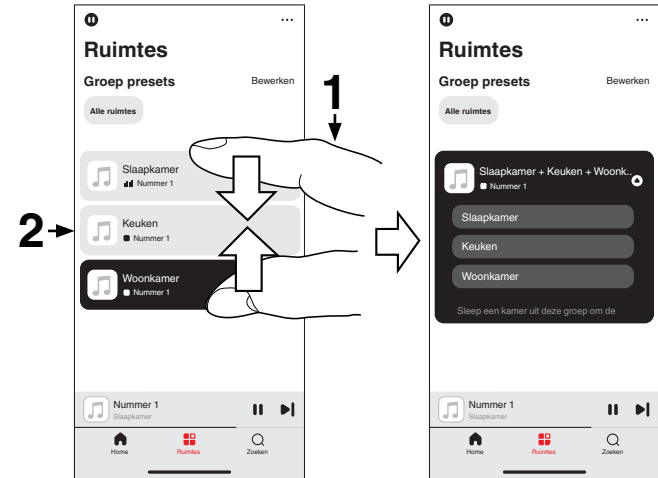 Ruimtes
Groep presets
Bewerken
Alle ruimtes
1
Slaapkamer
Nummer 1
2
Keuken
Nummer 1
Woonkamer
Nummer 1
Nummer 1
Slaapkamer
Home
Ruimtes
Zoeken
Ruimtes
Groep presets
Bewerken
Alle ruimtes
Slaapkamer + Keuken + Woonk..
Nummer 1
Slaapkamer
Keuken
Woonkamer
Sleep een kamer uit deze groep om de
Nummer 1
Slaapkamer
Home
Ruimtes
Zoeken